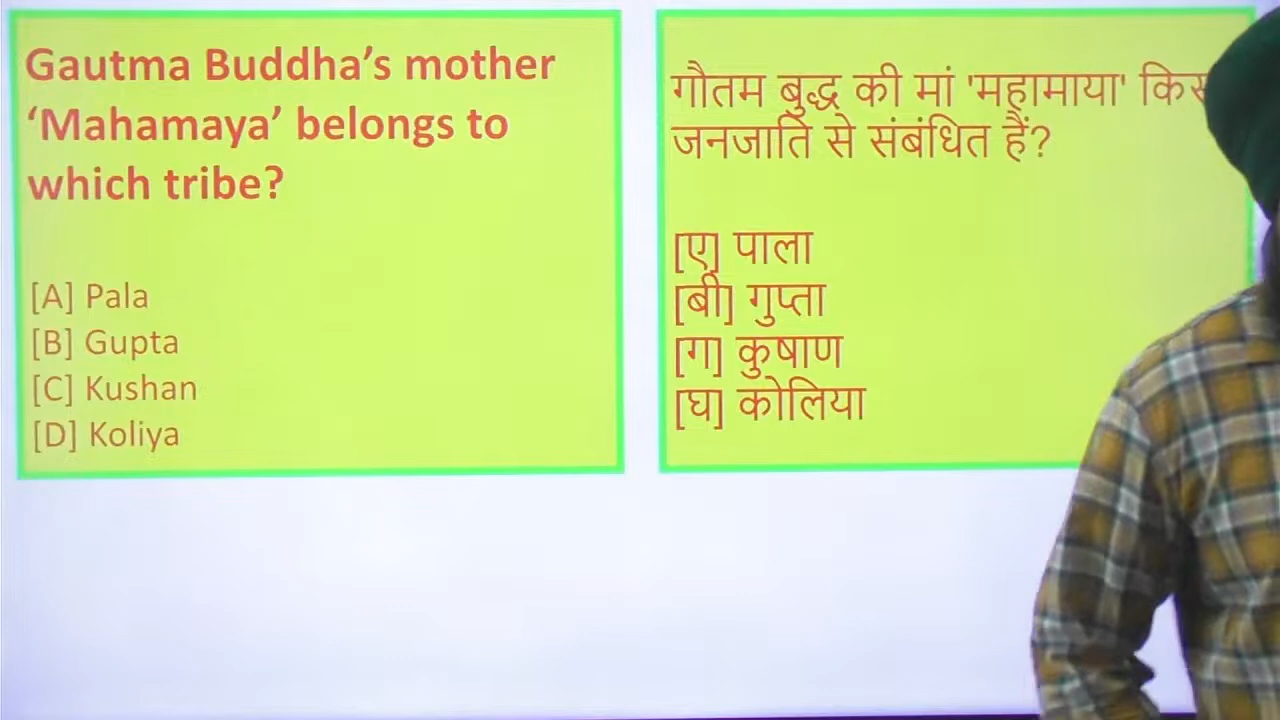 Gautma Buddha’s mother
‘Mahamaya’ belongs to
which tribe?
[A] Pala
[B] Gupta
[C] Kushan
[D] Koliya
गौतम बुद्ध की मां 'महामाया'
जनजाति से संबंधित हैं?
[ए] पाला
[बी] गुप्ता
[ग] कुषाण
[घ] कोलिया